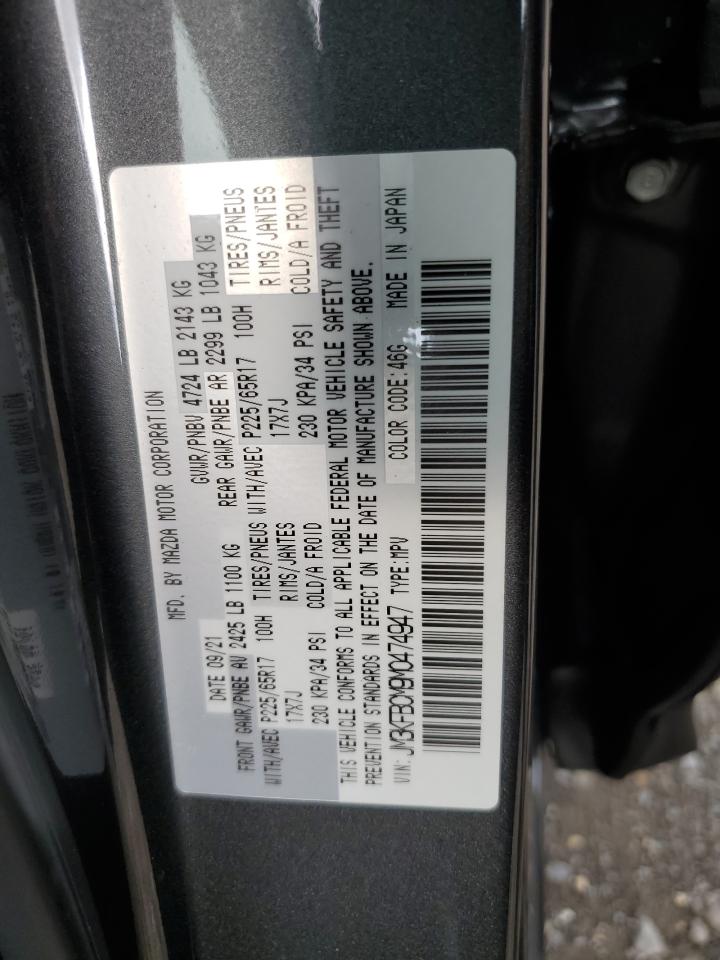 MFD. BY MAZDA MOTOR CORPORATION
DATE 09/21 GVWR/PNBV 4724 LB 2143 KG
FRONT GAWR/PNBE AV 2425 LB 1100 KG REAR GAWR/PNBE AR 2299 LB 1043 KG
WITH/AVEC P225/65R17 100H TIRES/PNEUS WITH/AVEC P225/65R17 100H TIRES/PNEUS
17X7J RIMS/JANTES 17X7J RIMS/JANTES
230 KPA/34 PSI COLD/A FROID 230 KPA/34 PSI COLD/A FROID
THIS VEHICLE CONFORMS TO ALL APPLICABLE FEDERAL MOTOR VEHICLE SAFETY AND THEFT
PREVENTION STANDARDS IN EFFECT ON THE DATE OF MANUFACTURE SHOWN ABOVE.
VIN: JM3KFBCM9M0474947 TYPE:MPV COLOR CODE:46G MADE IN JAPAN